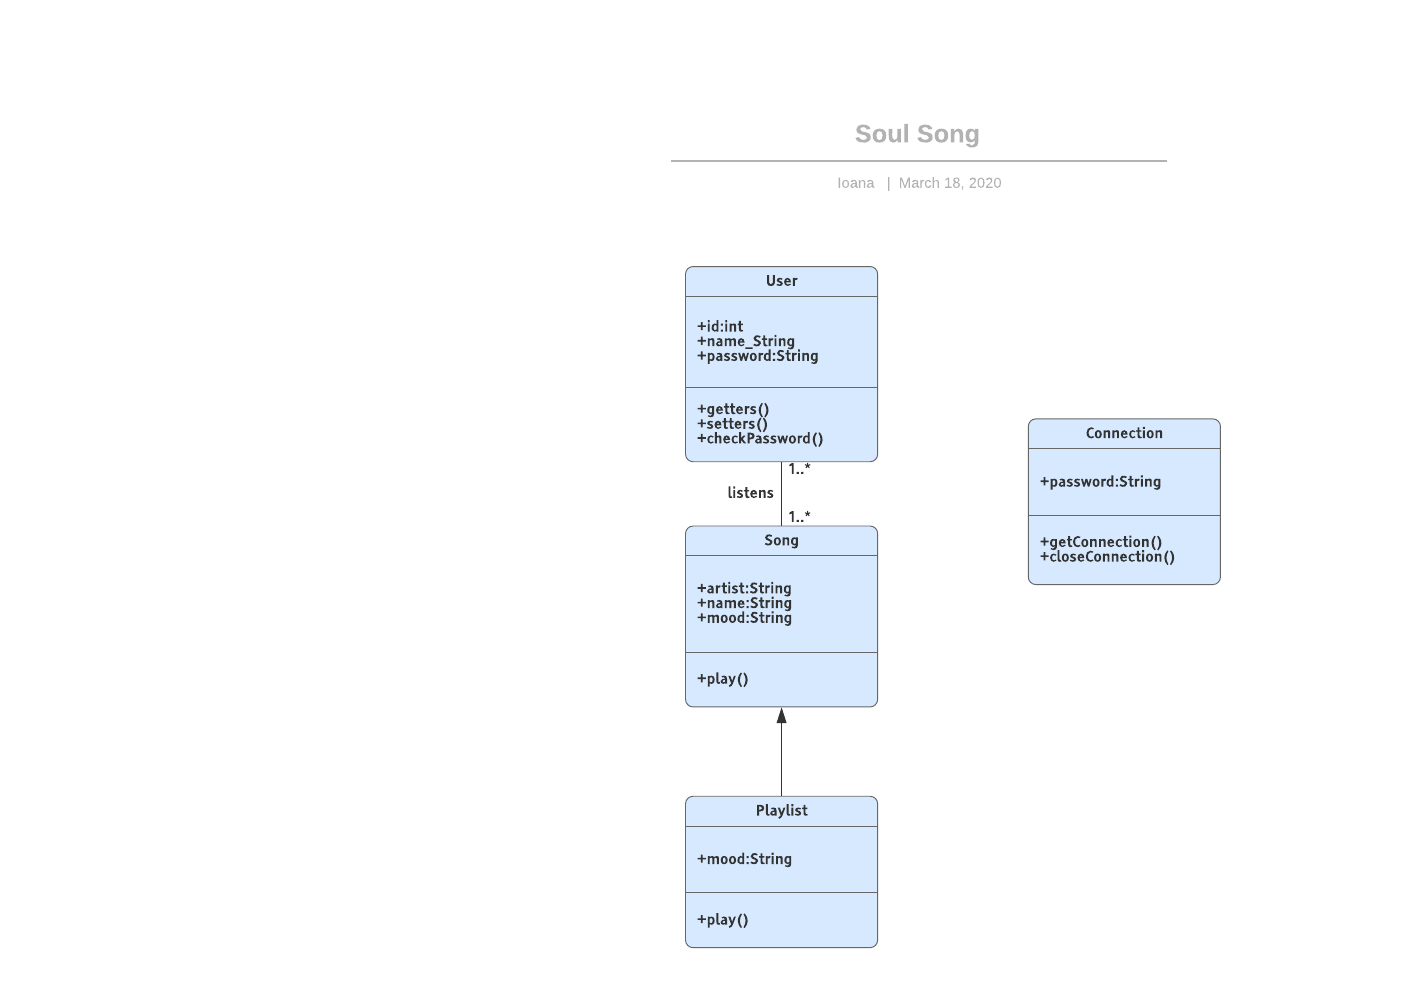 Soul Song
Ioana | March 18, 2020
User
+id:int
+name_String
+password:String
+getters()
+setters()
+checkPassword()
1..*
listens
1..*
Song
+artist:String
+name:String
+mood:String
+play()
Playlist
+mood:String
+play()
Connection
+password:String
+getConnection()
+closeConnection()